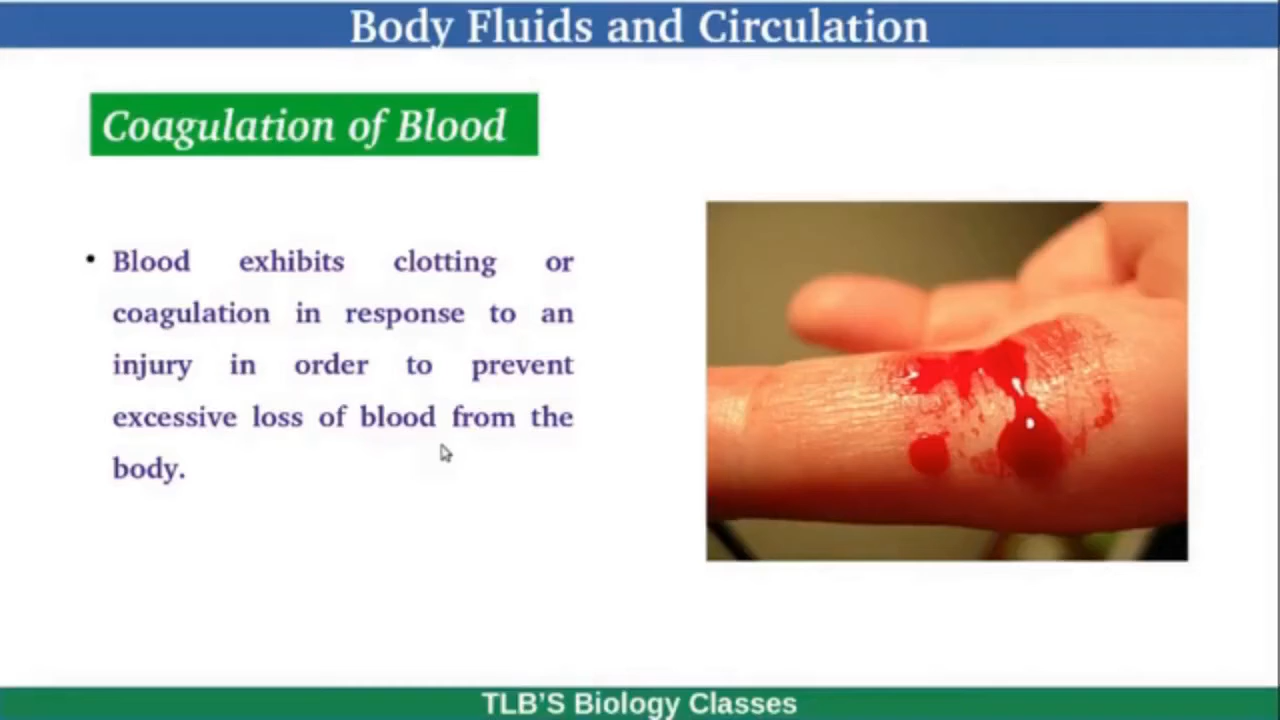 Body Fluids and Circulation
Coagulation of Blood
• Blood exhibits clotting or
coagulation in response to an
injury in order to prevent
excessive loss of blood from the
body.
TLB'S Biology Classes